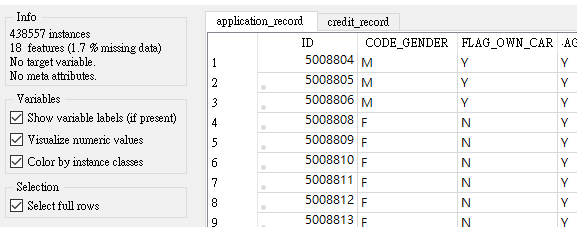 Info
438557 instances
18 features (1.7 % missing data)
No target variable.
No meta attributes.
Variables
Show variable labels (if present)
Visualize numeric values
Color by instance classes
Selection
Select full rows
application_record credit_record
ID CODE_GENDER FLAG_OWN_CAR
1 5008804 M Y Y
2 5008805 M Y Y
3 5008806 M Y Y
4 5008808 F N Y
5 5008809 F N Y
6 5008810 F N Y
7 5008811 F N Y
8 5008812 F N Y
9 5008813 F N Y